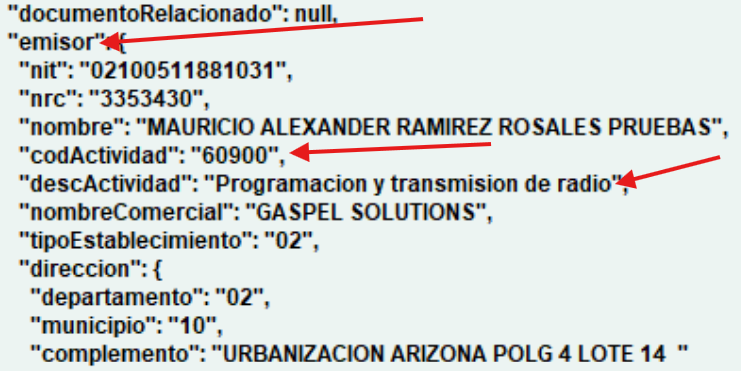 "documentoRelacionado": null,
"emisor": {
"nit": "02100511881031",
"nrc": "3353430",
"nombre": "MAURICIO ALEXANDER RAMIREZ ROSALES PRUEBAS",
"codActividad": "60900",
"descActividad": "Programacion y transmision de radio",
"nombreComercial": "GASPEL SOLUTIONS",
"tipoEstablecimiento": "02",
"direccion": {
"departamento": "02",
"municipio": "10",
"complemento": "URBANIZACION ARIZONA POLG 4 LOTE 14  "